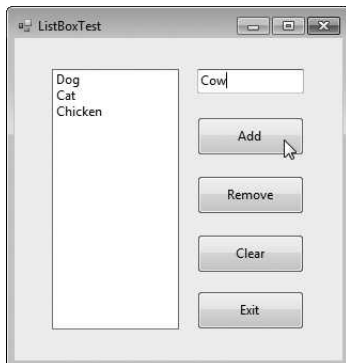 ListBoxTest
Dog
Cat
Chicken
Cow
Add
Remove
Clear
Exit